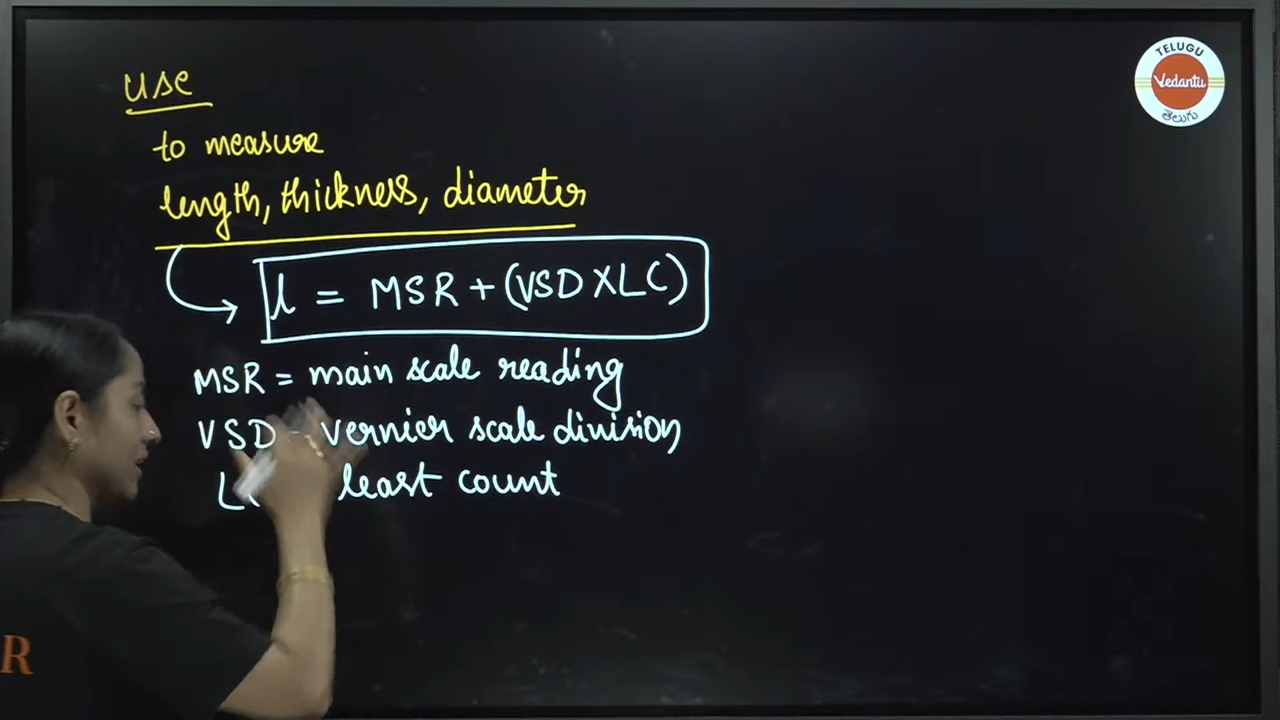 use
to measure
length, thickness, diameter
l = MSR + (VSD X LC)
MSR = main scale reading
VSD - vernier scale division
least count
TELUGU
Vedantu
తెలుగు
R